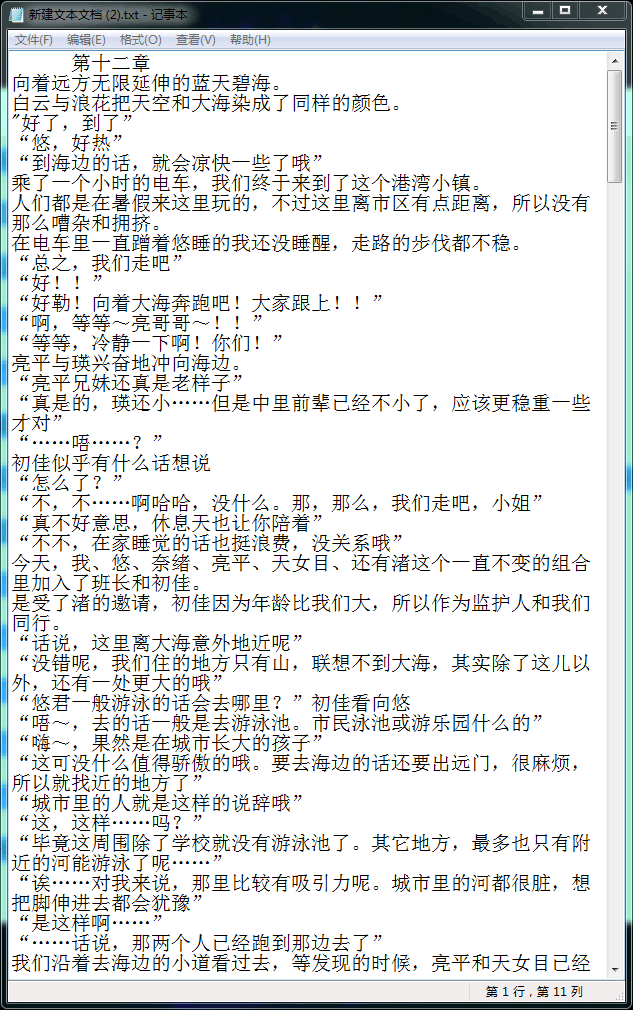 新建文本文档 (2).txt - 记事本
文件(F) 编辑(E) 格式(O) 查看(V) 帮助(H)
第十二章
向着远方无限延伸的蓝天碧海。
白云与浪花把天空和大海染成了同样的颜色。
"好了，到了”
“悠，好热”
“到海边的话，就会凉快一些了哦”
乘了一个小时的电车，我们终于来到了这个港湾小镇。
人们都是在暑假来这里玩的，不过这里离市区有点距离，所以没有
那么嘈杂和拥挤。
在电车里一直蹭着悠睡的我还没睡醒，走路的步伐都不稳。
“总之，我们走吧”
“好！！”
“好勒！向着大海奔跑吧！大家跟上！！”
“啊，等等～亮哥哥～！！”
“等等，冷静一下啊！你们！”
亮平与瑛兴奋地冲向海边。
“亮平兄妹还真是老样子”
“真是的，瑛还小……但是中里前辈已经不小了，应该更稳重一些
才对”
“……唔……？”
初佳似乎有什么话想说
“怎么了？”
“不，不……啊哈哈，没什么。那，那么，我们走吧，小姐”
“真不好意思，休息天也让你陪着”
“不不，在家睡觉的话也挺浪费，没关系哦”
今天，我、悠、奈绪、亮平、天女目、还有渚这个一直不变的组合
里加入了班长和初佳。
是受了渚的邀请，初佳因为年龄比我们大，所以作为监护人和我们
同行。
“话说，这里离大海意外地近呢”
“没错呢，我们住的地方只有山，联想不到大海，其实除了这儿以
外，还有一处更大的哦”
“悠君一般游泳的话会去哪里？”初佳看向悠
“唔～，去的话一般是去游泳池。市民泳池或游乐园什么的”
“嗨～，果然是在城市长大的孩子”
“这可没什么值得骄傲的哦。要去海边的话还要出远门，很麻烦，
所以就找近的地方了”
“城市里的人就是这样的说辞哦”
“这，这样……吗？”
“毕竟这周围除了学校就没有游泳池了。其它地方，最多也只有附
近的河能游泳了呢……”
“诶……对我来说，那里比较有吸引力呢。城市里的河都很脏，想
把脚伸进去都会犹豫”
“是这样啊……”
“……话说，那两个人已经跑到那边去了”
我们沿着去海边的小道看过去，等发现的时候，亮平和天女目已经
第 1 行，第 11 列